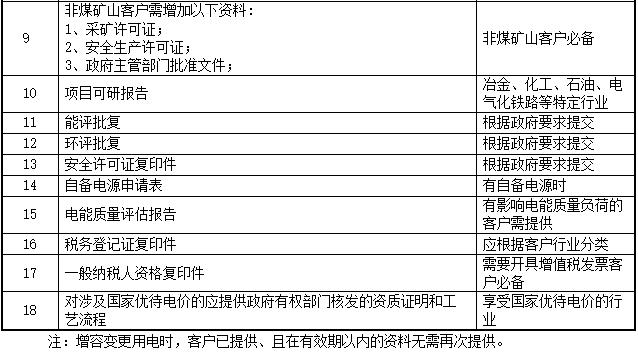 非煤矿山客户需增加以下资料：
1、采矿许可证；
9
2、安全生产许可证；
非煤矿山客户必备
3、政府主管部门批准文件；
10 项目可研报告 冶金、化工、石油、电
气化铁路等特定行业
11 能评批复 根据政府要求提交
12 环评批复 根据政府要求提交
13 安全许可证复印件 根据政府要求提交
14 自备电源申请表 有自备电源时
15 电能质量评估报告 有影响电能质量负荷的
客户需提供
16 税务登记证复印件 应根据客户行业分类
17 一般纳税人资格复印件 需要开具增值税发票客
户必备
18 对涉及国家优待电价的应提供政府有权部门核发的资质证明和工
艺流程
享受国家优待电价的行
业
注：增容变更用电时，客户已提供、且在有效期以内的资料无需再次提供。